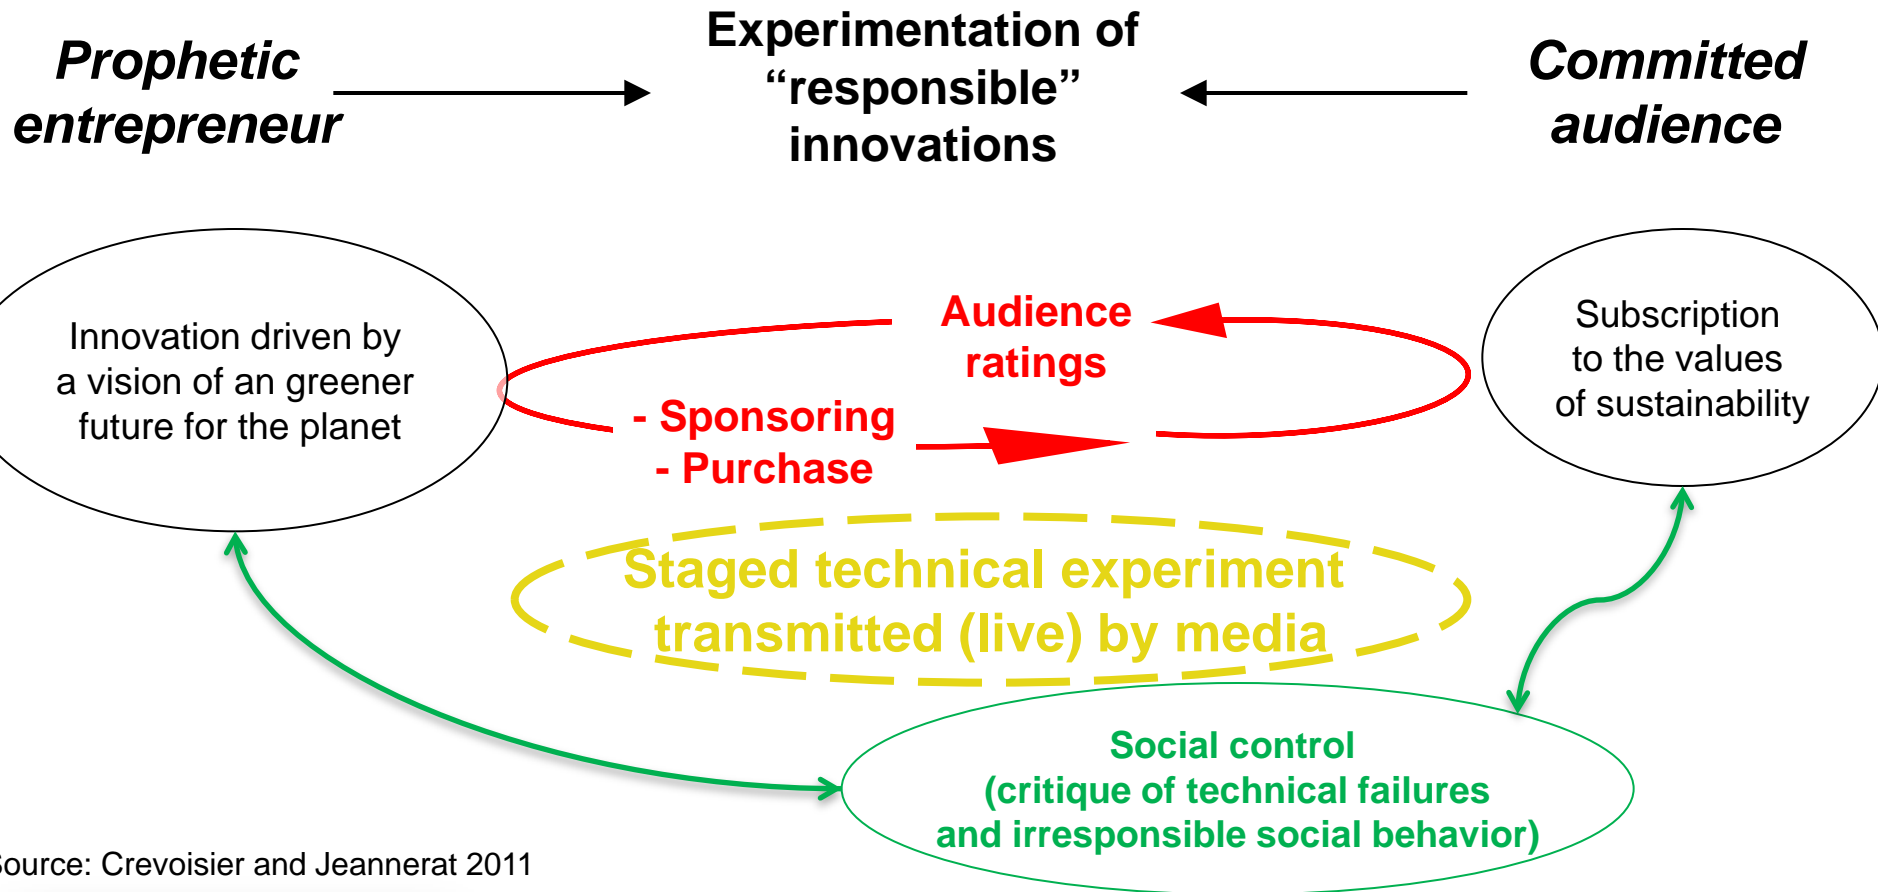 Prophetic
entrepreneur
Experimentation of
“responsible”
innovations
Committed
audience
Innovation driven by
a vision of an greener
future for the planet
Audience
ratings
- Sponsoring
- Purchase
Subscription
to the values
of sustainability
Staged technical experiment
transmitted (live) by media
Social control
(critique of technical failures
and irresponsible social behavior)
Source: Crevoisier and Jeannerat 2011